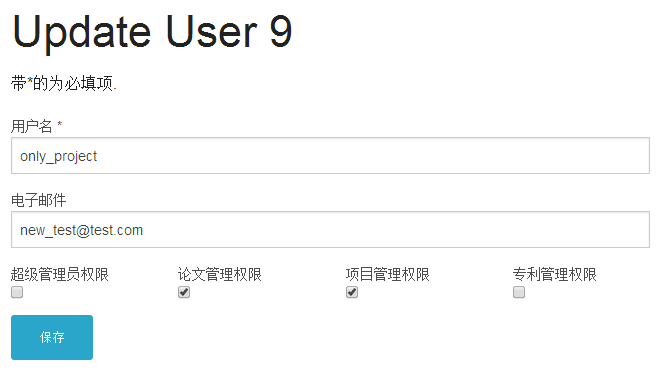 Update User 9
带*的为必填项.
用户名 *
only_project
电子邮件
new_test@test.com
超级管理员权限 论文管理权限 项目管理权限 专利管理权限
保存